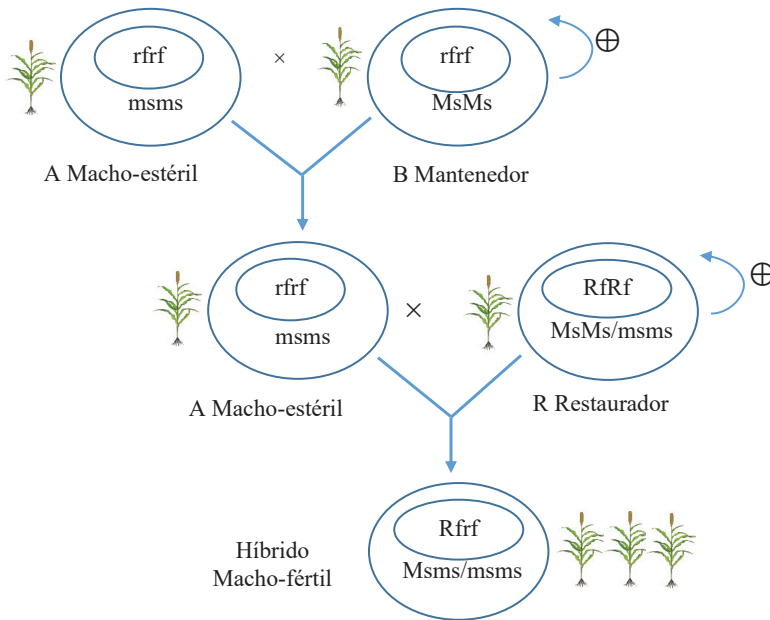 rfrf
×
rfrf
msms
MsMs
A Macho-estéril
B Mantenedor
rfrf
×
RfRf
msms
MsMs/msms
A Macho-estéril
R Restaurador
Rfrf
Híbrido
Macho-fértil
Msms/msms